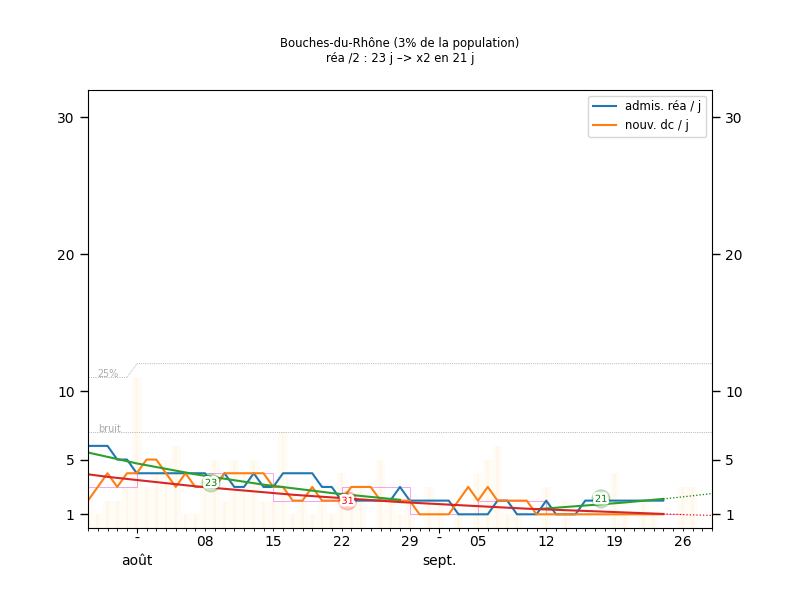 Bouches-du-Rhône (3% de la population)
réa /2 : 23 j –> x2 en 21 j
admis. réa / j
nouv. dc / j
30
30
20
20
25%
10
10
bruit
5
5
23
31
21
1
1
- 08 15 22 29 - 05 12 19 26
août sept.